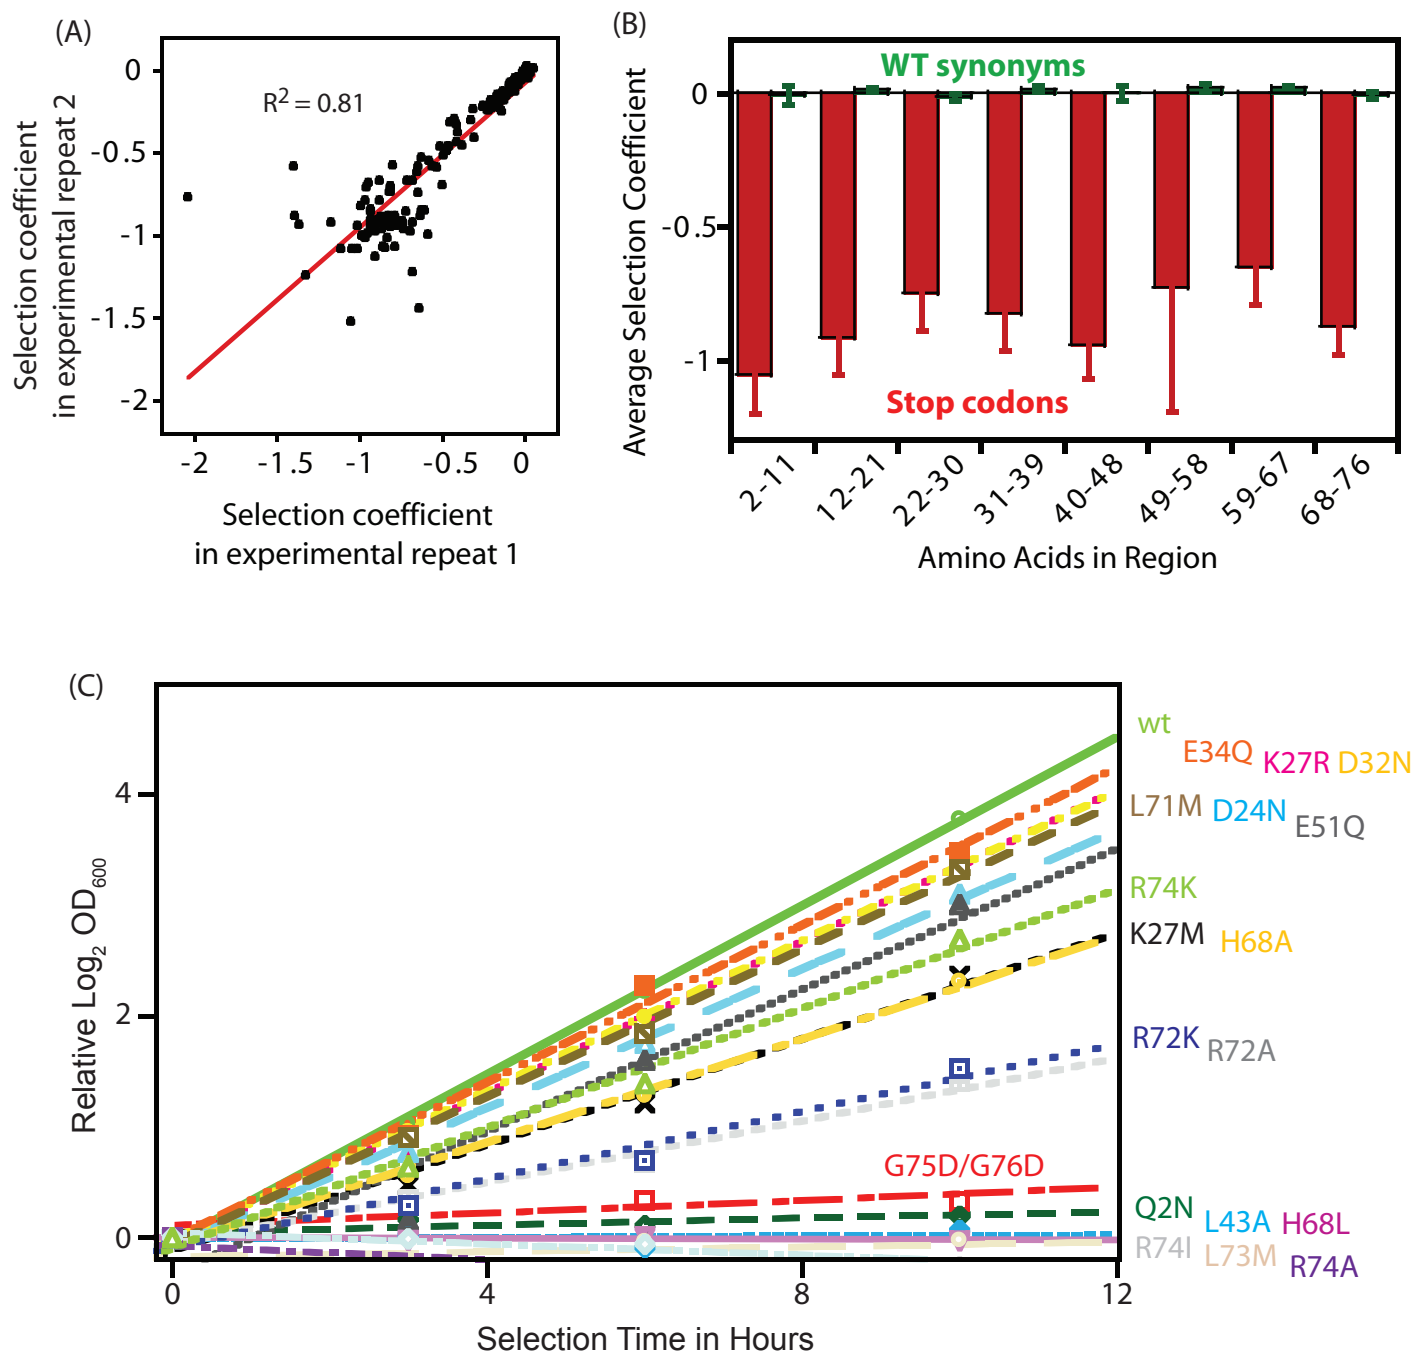 (A)
Selection coefficient
in experimental repeat 2
0
-0.5
-1
-1.5
-2
R2 = 0.81
-2
-1.5
-1
-0.5
0
Selection coefficient
in experimental repeat 1
(B)
Average Selection Coefficient
0
-0.5
-1
WT synonyms
Stop codons
2-11
12-21
22-30
31-39
40-48
49-58
59-67
68-76
Amino Acids in Region
(C)
Relative Log2 OD600
4
2
0
wt
E34Q K27R D32N
L71M D24N E51Q
R74K
K27M H68A
R72K R72A
G75D/G76D
Q2N L43A H68L
R74I L73M R74A
0
4
8
12
Selection Time in Hours